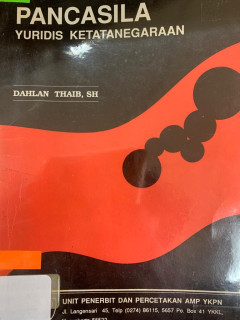 PANCASILA
YURIDIS KETATANEGARAAN
DAHLAN THAIB, SH
UNIT PENERBIT DAN PERCETAKAN AMP YKPN
Jl. Langensari 45, Telp (0274) 86115, 5657 Po. Box 41 YKKL,